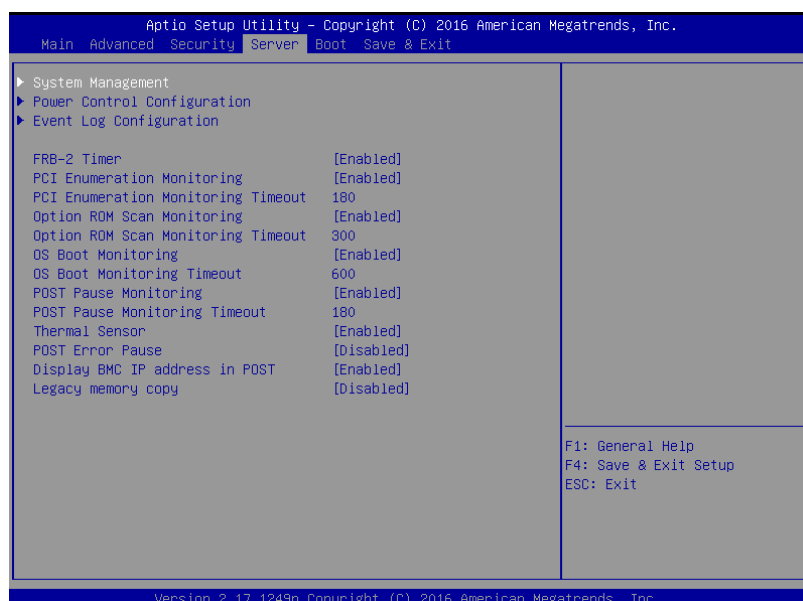 Aptio Setup Utility – Copyright (C) 2016 American Megatrends, Inc.
Main Advanced Security Server Boot Save & Exit
System Management
Power Control Configuration
Event Log Configuration
FRB-2 Timer [Enabled]
PCI Enumeration Monitoring [Enabled]
PCI Enumeration Monitoring Timeout 180
Option ROM Scan Monitoring [Enabled]
Option ROM Scan Monitoring Timeout 300
OS Boot Monitoring [Enabled]
OS Boot Monitoring Timeout 600
POST Pause Monitoring [Enabled]
POST Pause Monitoring Timeout 180
Thermal Sensor [Enabled]
POST Error Pause [Disabled]
Display BMC IP address in POST [Enabled]
Legacy memory copy [Disabled]
F1: General Help
F4: Save & Exit Setup
ESC: Exit
Version 2.17.1249n Copyright (C) 2016 American Megatrends, Inc.